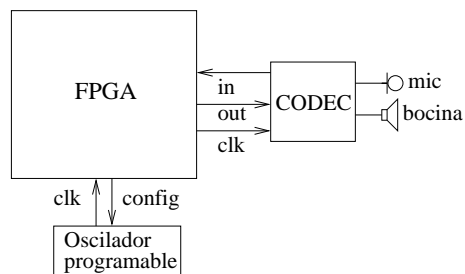 FPGA
in
out
clk
CODEC
mic
bocina
clk
config
Oscilador
programable